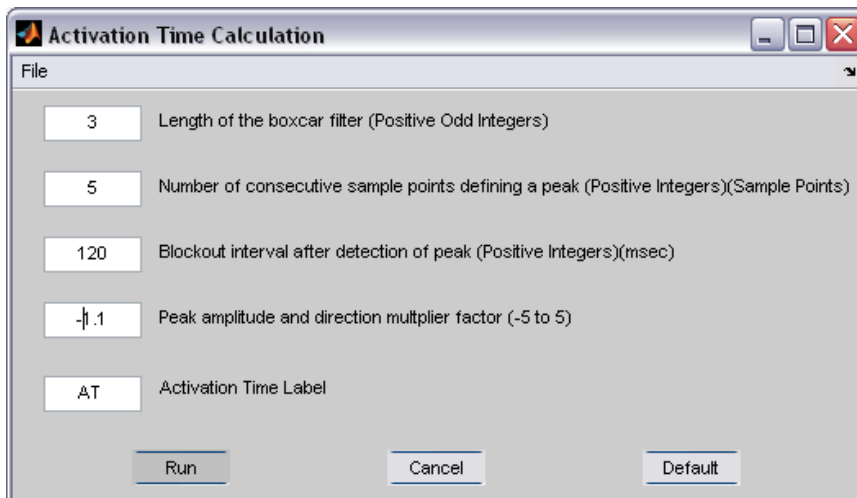 Activation Time Calculation
File
3 Length of the boxcar filter (Positive Odd Integers)
5 Number of consecutive sample points defining a peak (Positive Integers)(Sample Points)
120 Blockout interval after detection of peak (Positive Integers)(msec)
-1.1 Peak amplitude and direction multplier factor (-5 to 5)
AT Activation Time Label
Run Cancel Default